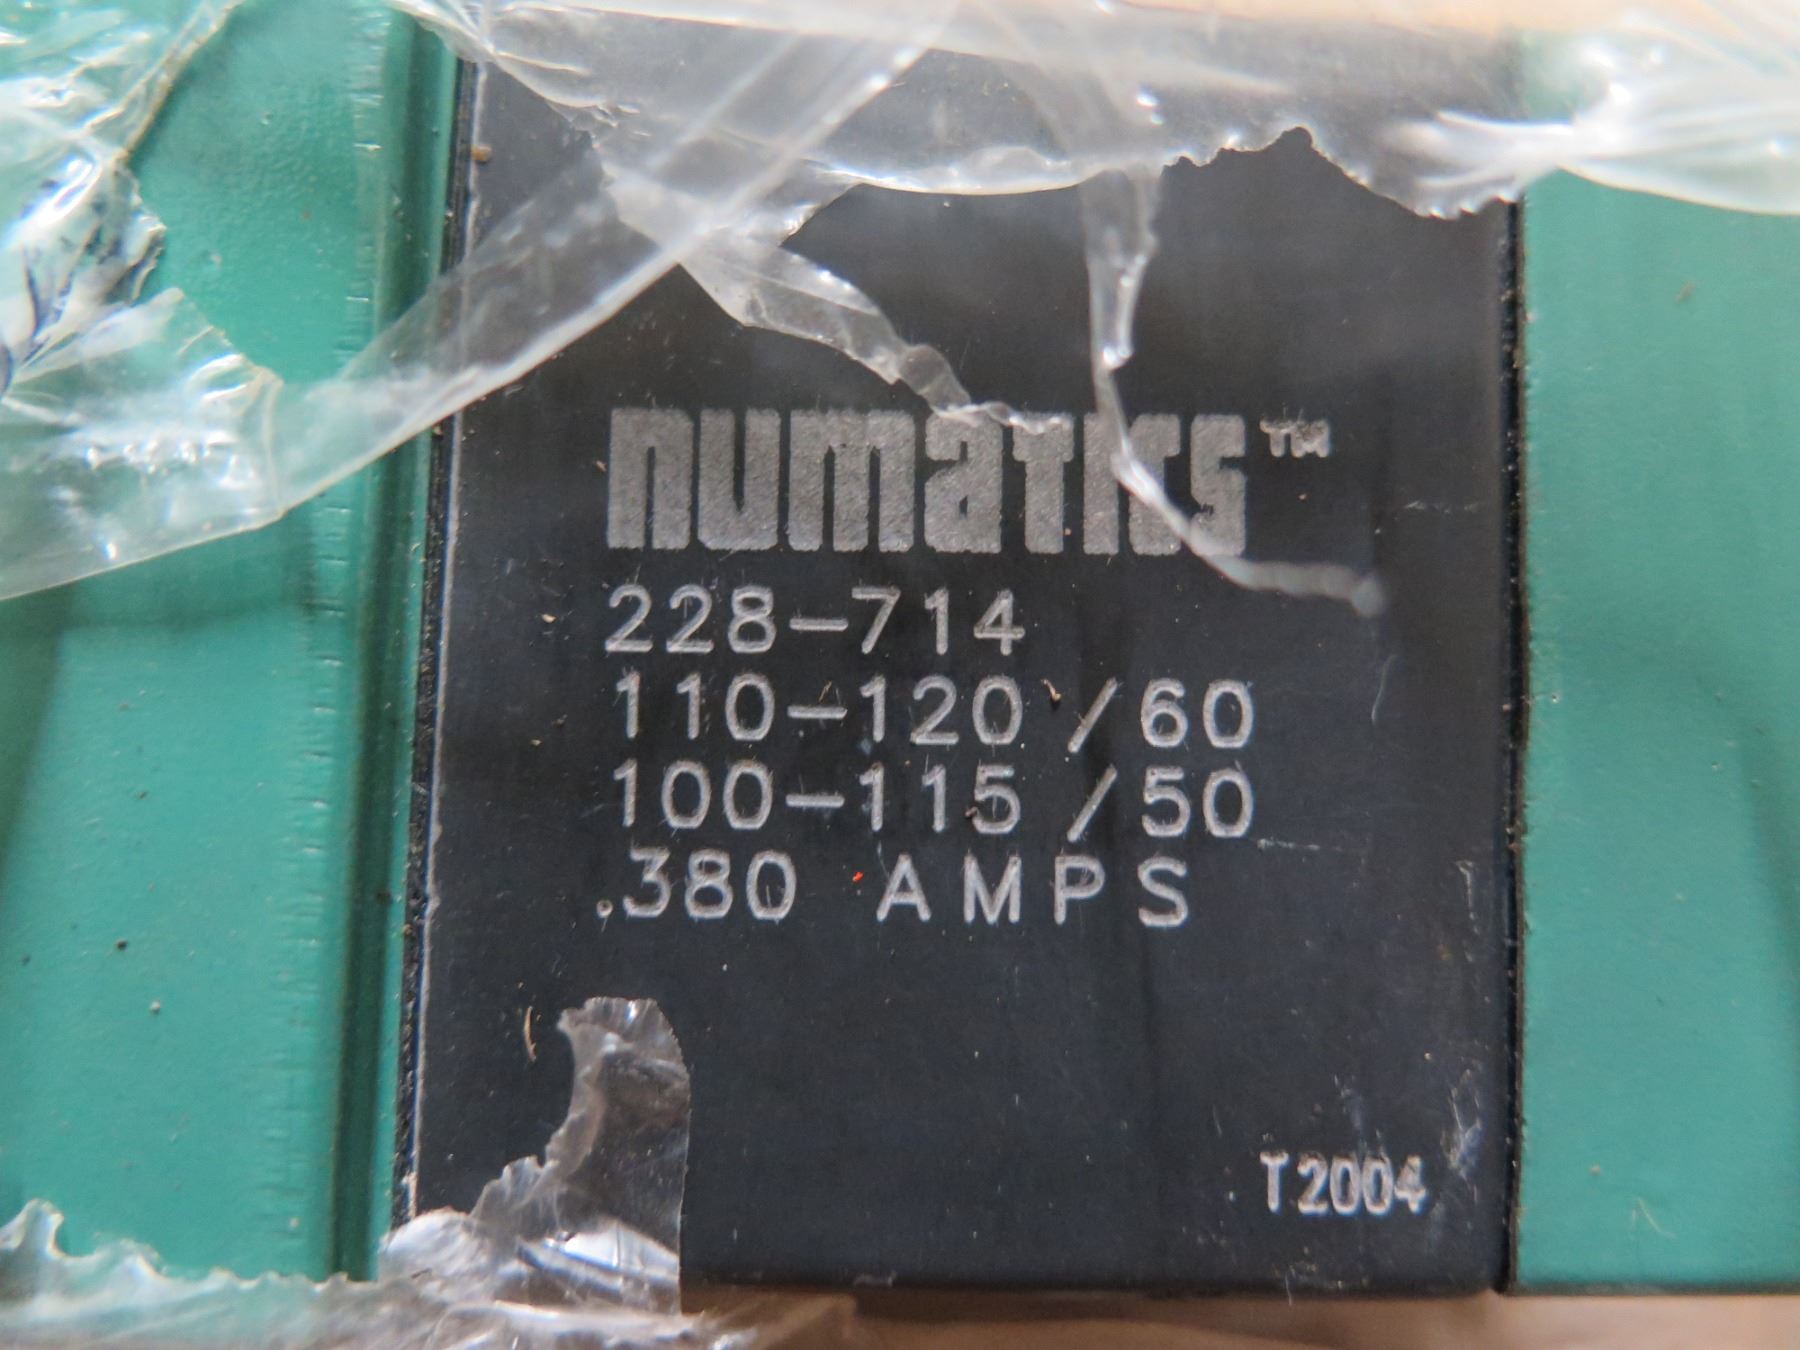 numatics™
228-714
110-120 /60
100-115 /50
.380 AMPS
T2004